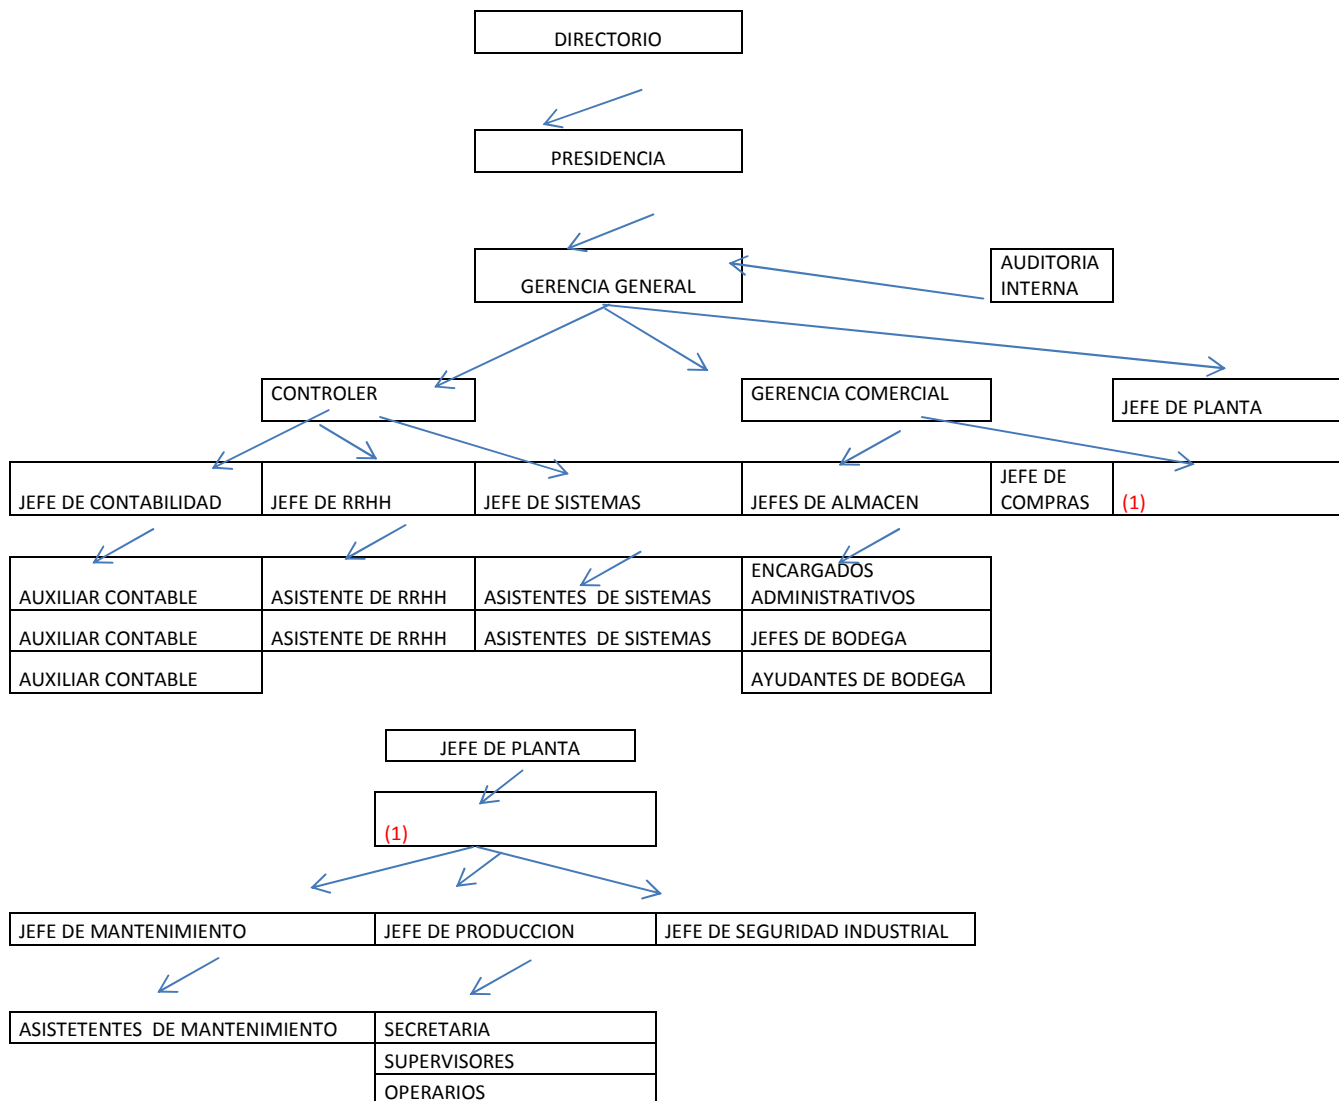 DIRECTORIO
PRESIDENCIA
GERENCIA GENERAL
AUDITORIA
INTERNA
CONTROLER
GERENCIA COMERCIAL
JEFE DE PLANTA
JEFE DE CONTABILIDAD
JEFE DE RRHH
JEFE DE SISTEMAS
JEFES DE ALMACEN
JEFE DE
COMPRAS
(1)
AUXILIAR CONTABLE
ASISTENTE DE RRHH
ASISTENTES DE SISTEMAS
ENCARGADOS
ADMINISTRATIVOS
AUXILIAR CONTABLE
ASISTENTE DE RRHH
ASISTENTES DE SISTEMAS
JEFES DE BODEGA
AUXILIAR CONTABLE
AYUDANTES DE BODEGA
JEFE DE PLANTA
(1)
JEFE DE MANTENIMIENTO
JEFE DE PRODUCCION
JEFE DE SEGURIDAD INDUSTRIAL
ASISTETENTES DE MANTENIMIENTO
SECRETARIA
SUPERVISORES
OPERARIOS